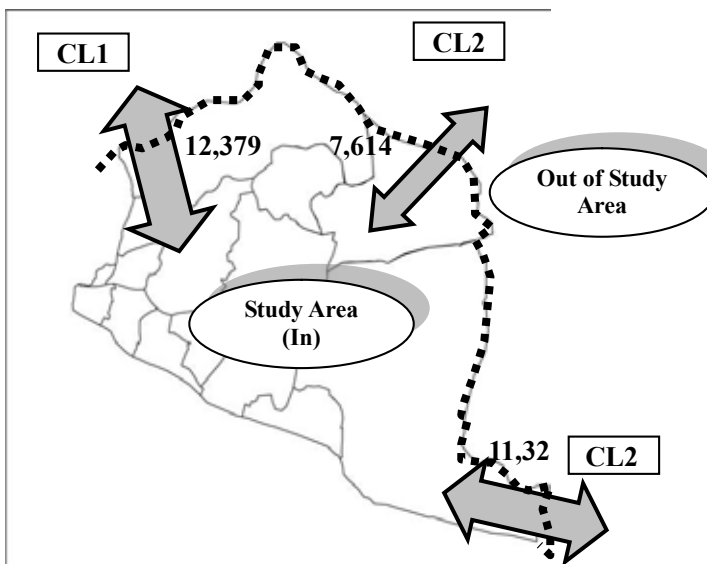 CL1
CL2
12,379
7,614
Out of Study
Area
Study Area
(In)
11,32
CL2